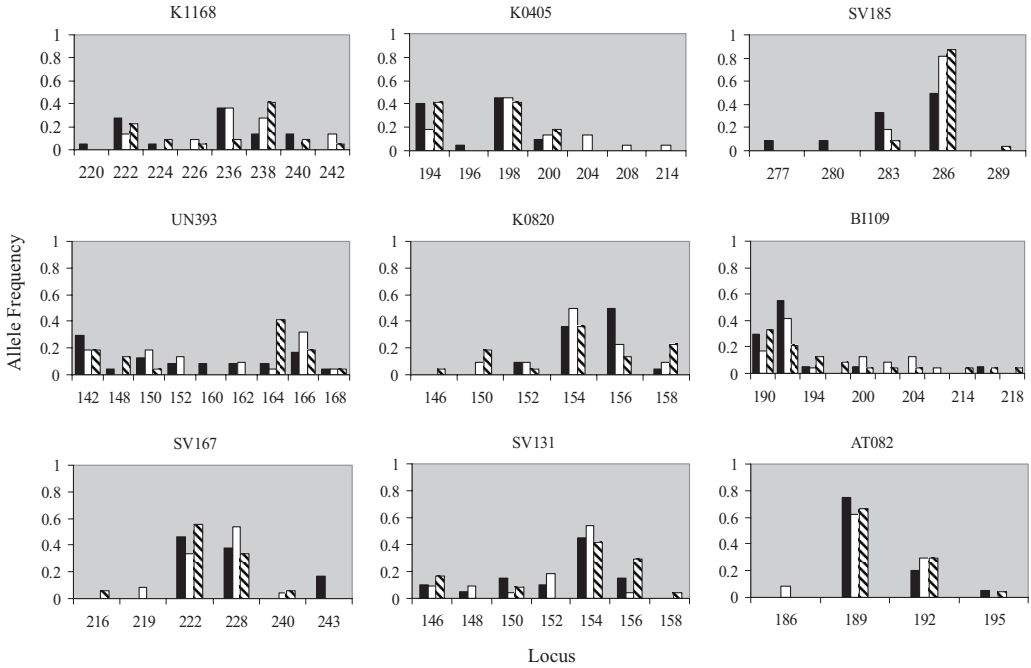 K1168
K0405
SV185
1
0.8
0.6
0.4
0.2
0
220 222 224 226 236 238 240 242
1
0.8
0.6
0.4
0.2
0
194 196 198 200 204 208 214
1
0.8
0.6
0.4
0.2
0
277 280 283 286 289
Allele Frequency
UN393
K0820
BI109
1
0.8
0.6
0.4
0.2
0
142 148 150 152 160 162 164 166 168
1
0.8
0.6
0.4
0.2
0
146 150 152 154 156 158
1
0.8
0.6
0.4
0.2
0
190 194 200 204 214 218
SV167
SV131
AT082
1
0.8
0.6
0.4
0.2
0
216 219 222 228 240 243
1
0.8
0.6
0.4
0.2
0
146 148 150 152 154 156 158
1
0.8
0.6
0.4
0.2
0
186 189 192 195
Locus